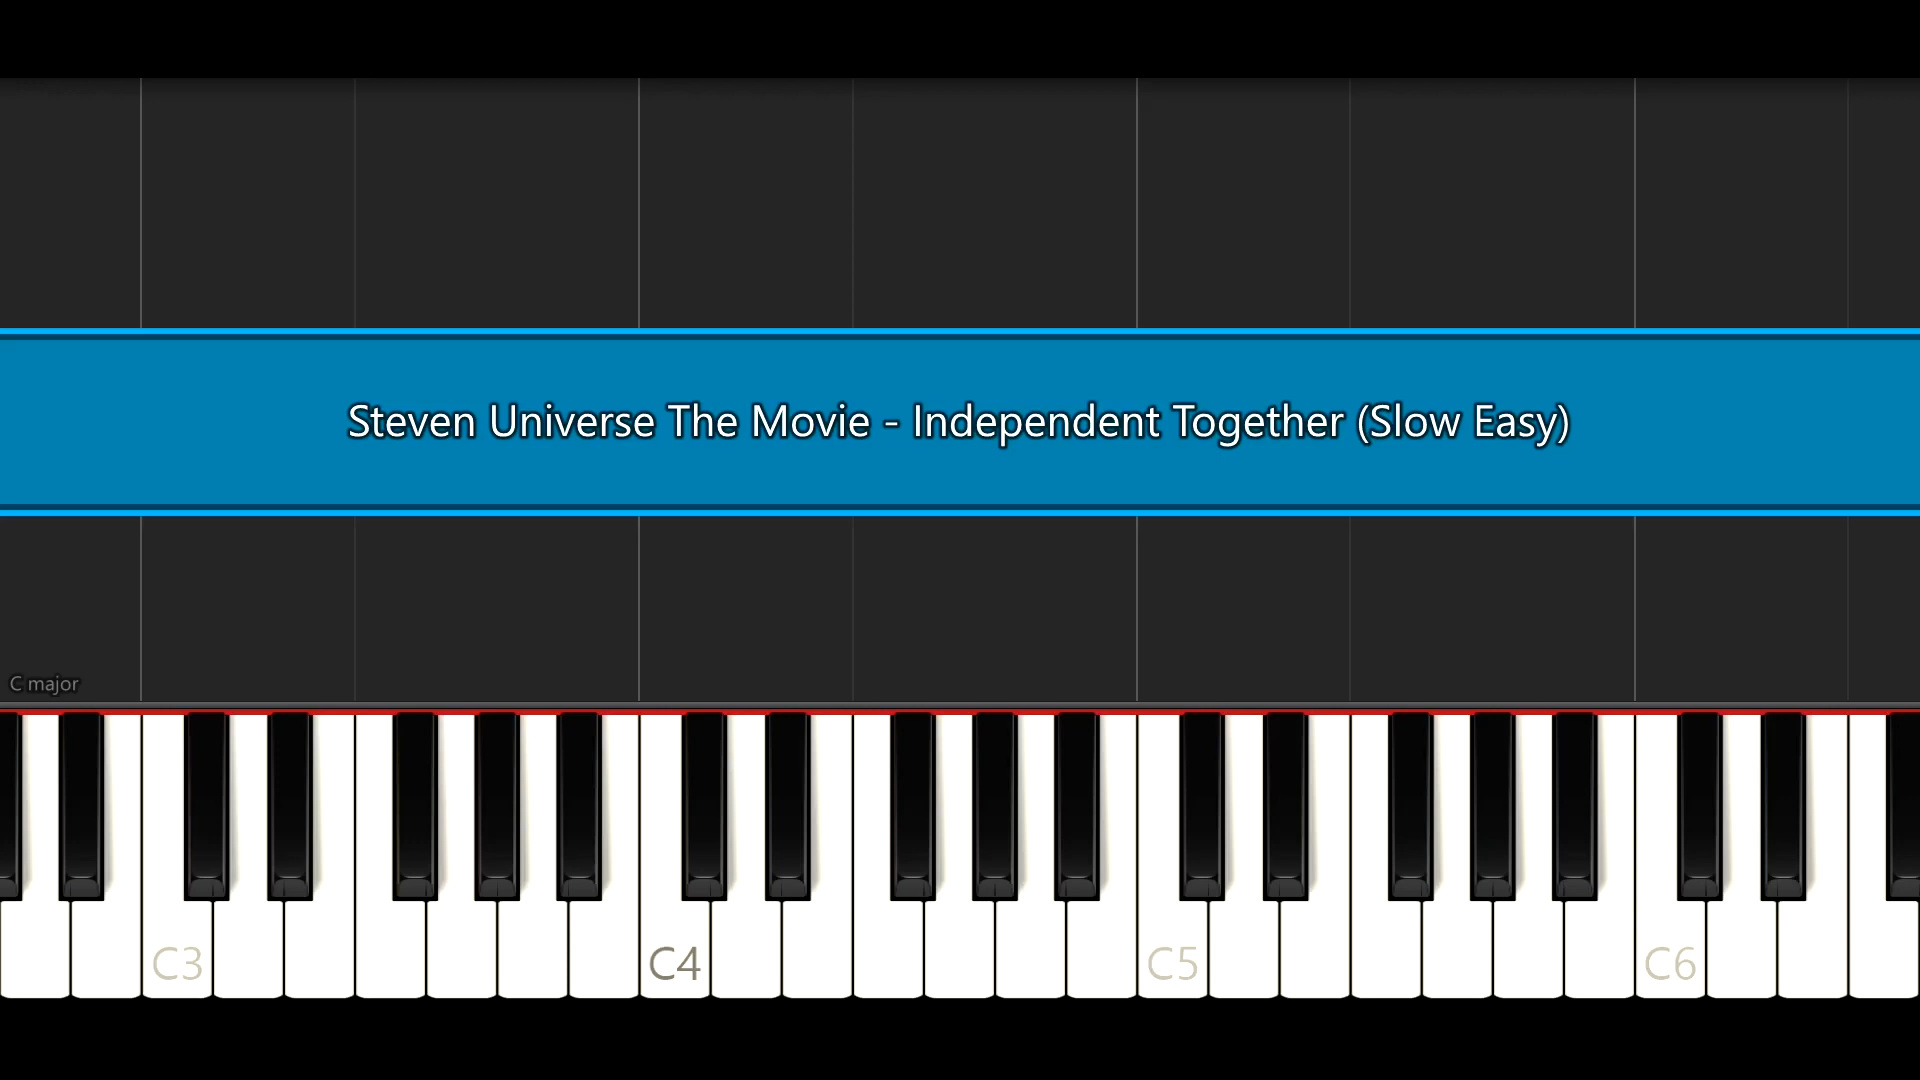 Steven Universe The Movie - Independent Together (Slow Easy)
C major
C3 C4 C5 C6